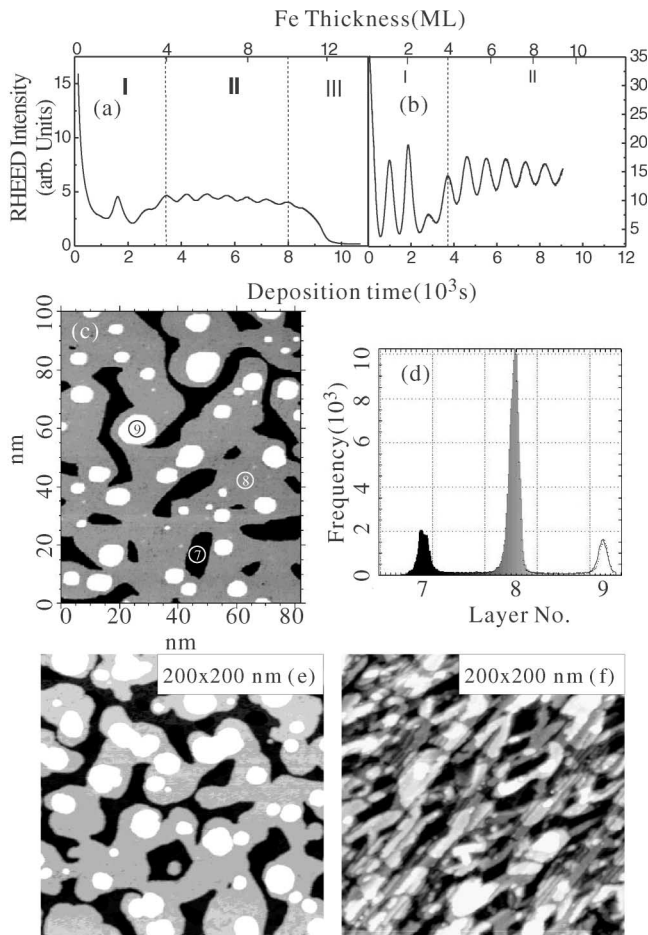 Fe Thickness(ML)
0 4 8 12 0 2 4 6 8 10
RHEED Intensity
(arb. Units)
15
10
5
0
I II III
(a)
I II
(b)
35
30
25
20
15
10
5
0 2 4 6 8 10 0 2 4 6 8 10 12
Deposition time(10³s)
(c)
100
80
60
40
20
0
nm
9
8
7
0 20 40 60 80
nm
(d)
Frequency(10³)
10
8
6
4
2
0
7 8 9
Layer No.
200x200 nm (e)
200x200 nm (f)